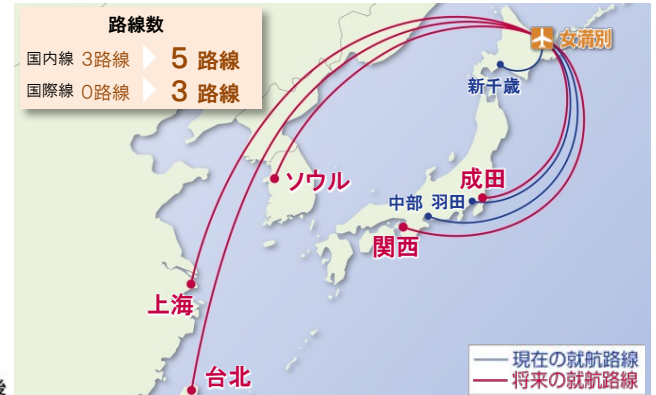 路線数
国内線 3路線 5 路線
国際線 0路線 3 路線
女満別
新千歳
ソウル
成田
中部 羽田
関西
上海
台北
後
現在の就航路線
将来の就航路線